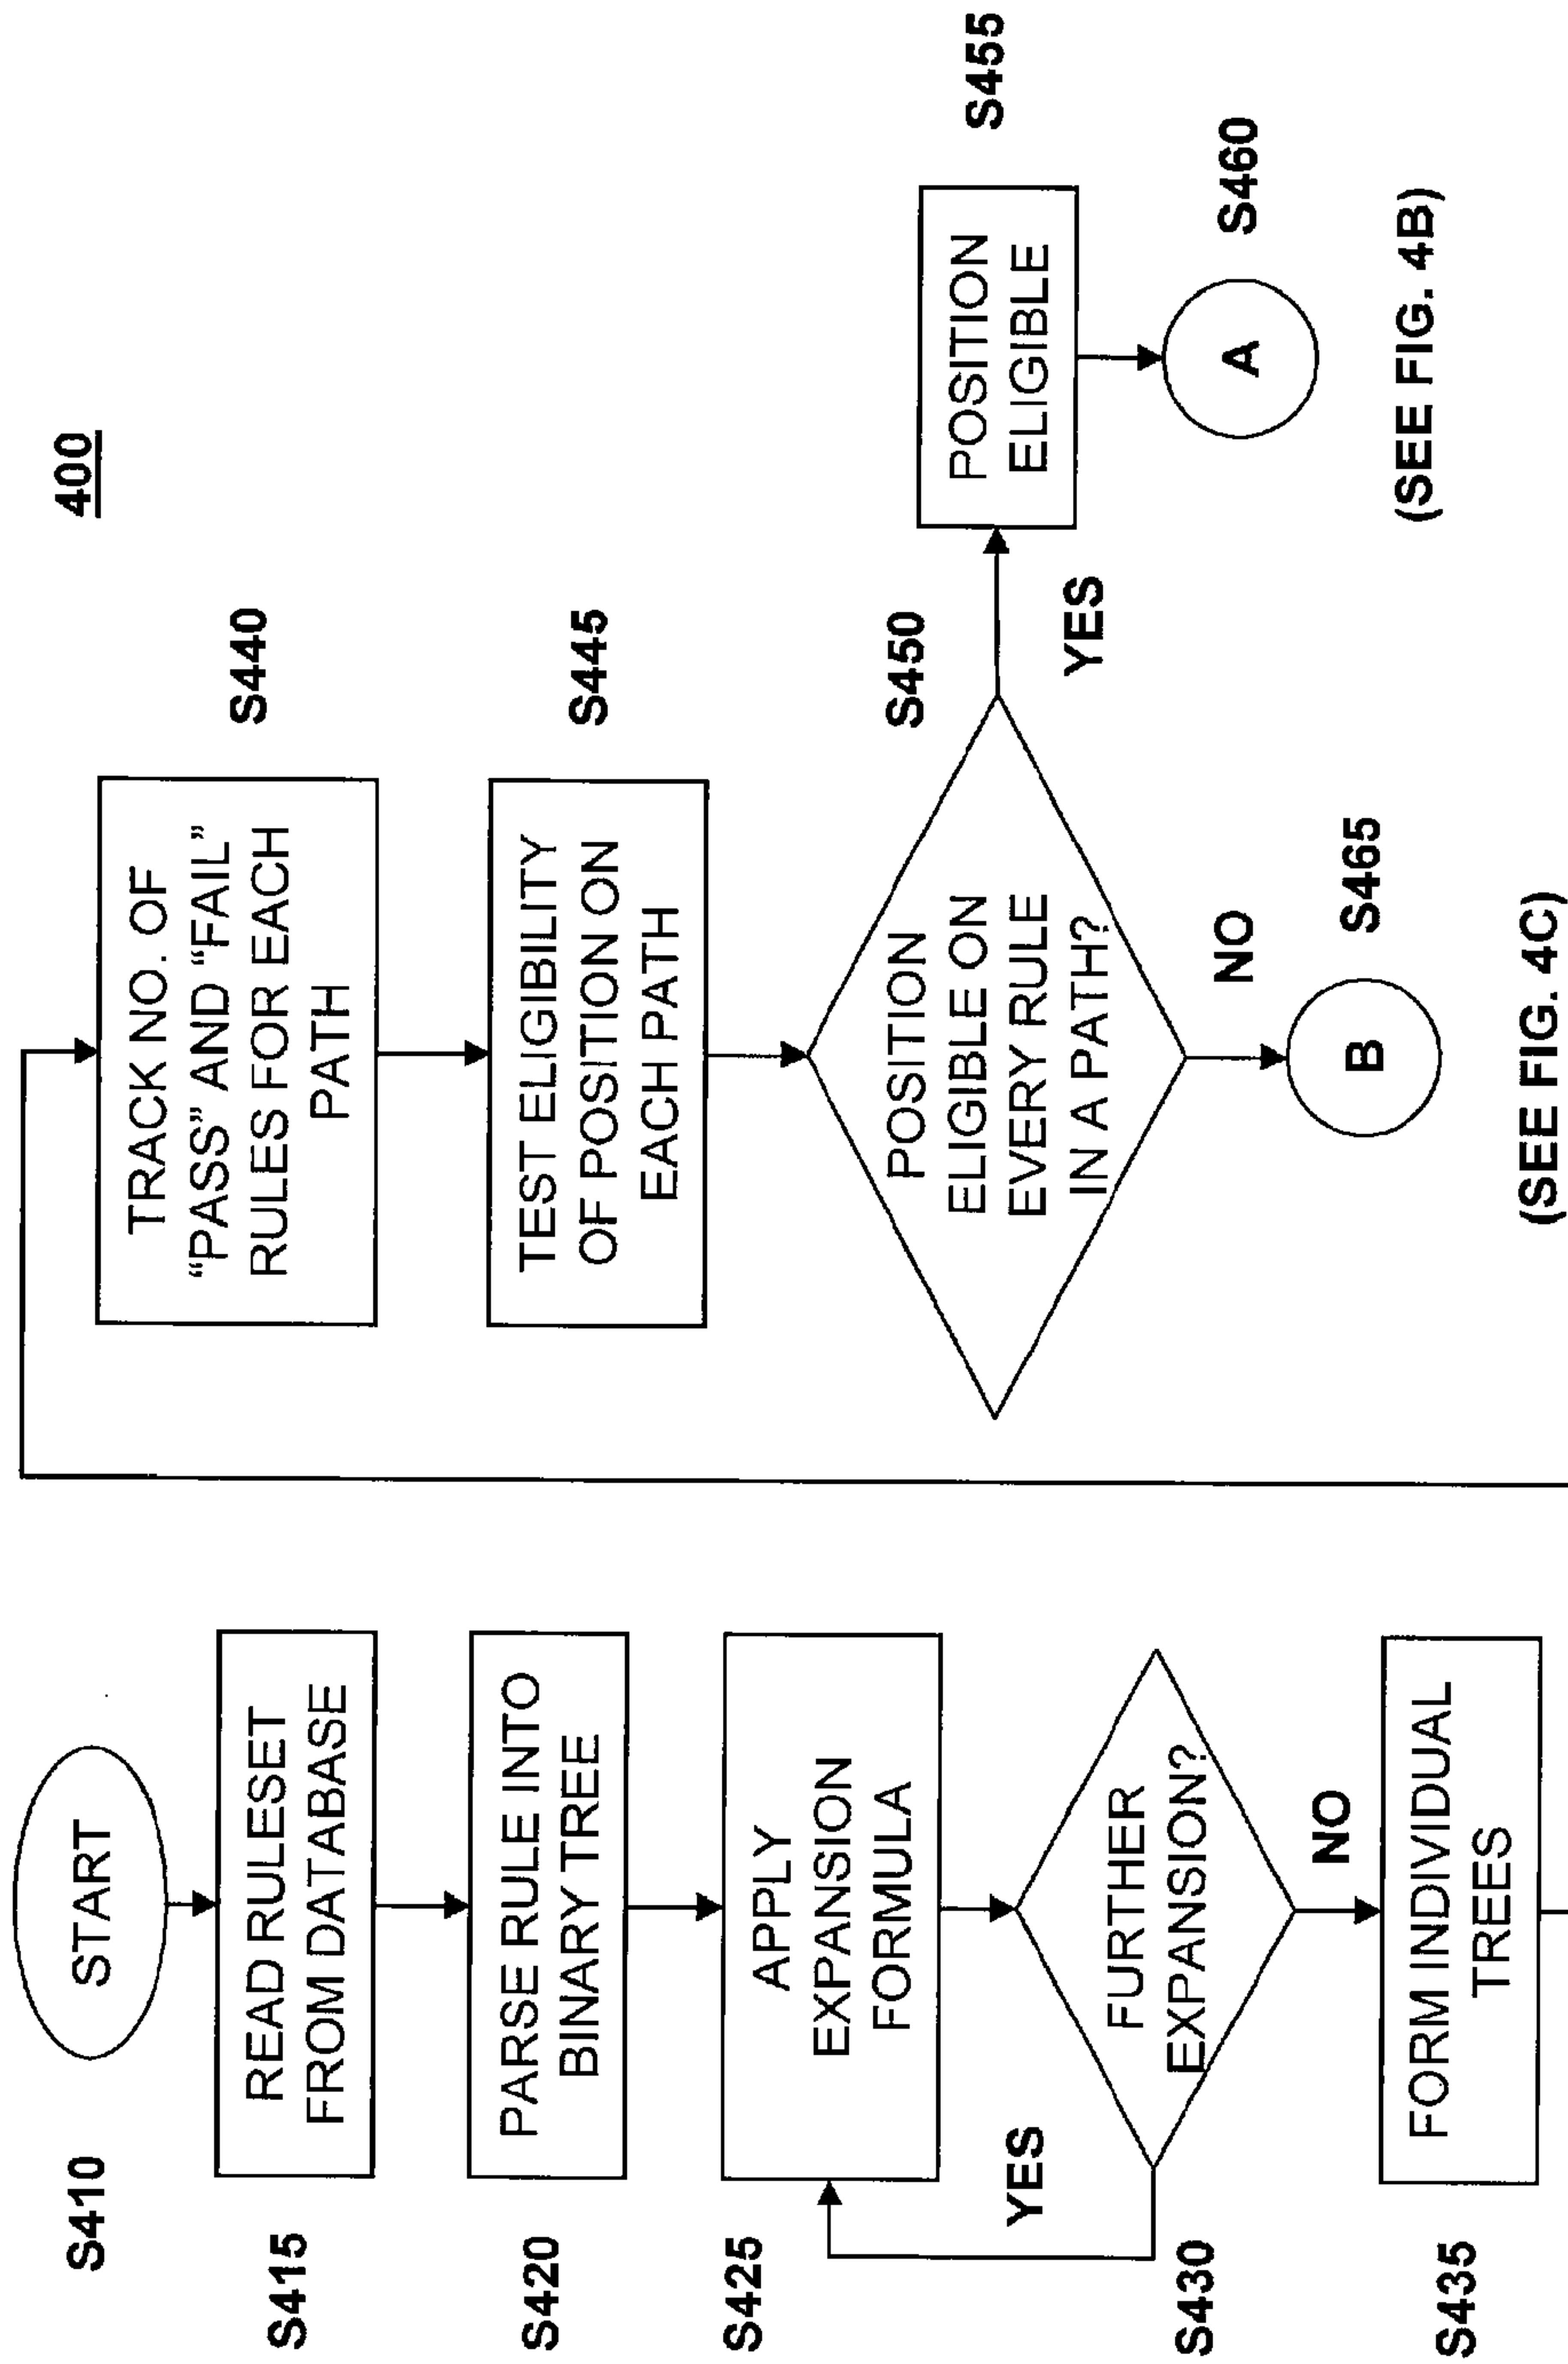 400
S410
START
S415
READ RULESET
FROM DATABASE
S420
PARSE RULE INTO
BINARY TREE
S425
APPLY
EXPANSION
FORMULA
YES
S430
FURTHER
EXPANSION?
NO
S435
FORM INDIVIDUAL
TREES
TRACK NO. OF
“PASS” AND “FAIL”
RULES FOR EACH
PATH
S440
TEST ELIGIBILITY
OF POSITION ON
EACH PATH
S445
POSITION
ELIGIBLE ON
EVERY RULE
IN A PATH?
S450
YES
POSITION
ELIGIBLE
S455
A
S460
(SEE FIG. 4B)
NO
B
S465
(SEE FIG. 4C)